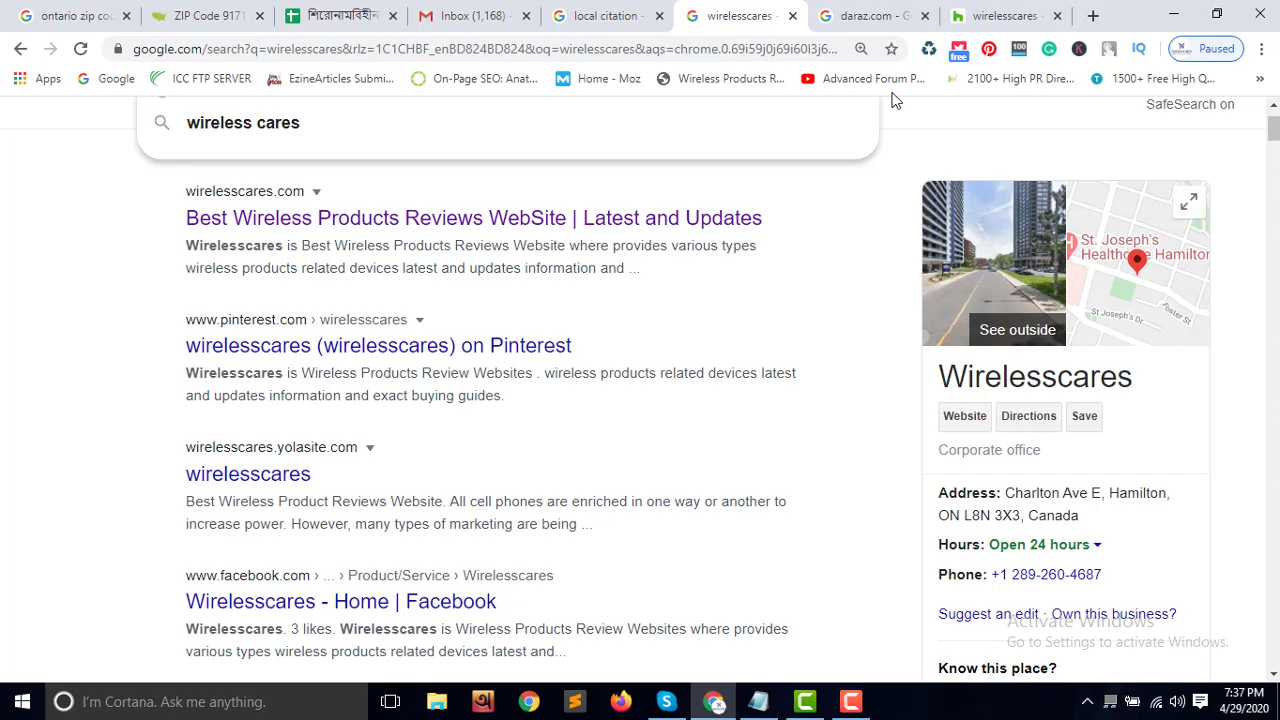 ontario zip co
ZIP Code 9171
শিরোনামবিহীন
Inbox (1,168) -
local citation -
wirelesscares -
daraz.com - Go
wirelesscares
google.com/search?q=wirelesscares&rlz=1C1CHBF_enBD824BD824&oq=wirelesscares&aqs=chrome.0.69i59j0j69i60l3j6...
free
100
IQ
Paused
Apps
Google
ICC FTP SERVER
EzineArticles Submi...
On-Page SEO: Anat...
Home - Moz
Wireless Products R...
Advanced Forum P...
2100+ High PR Dire...
1500+ Free High Q...
SafeSearch on
wireless cares
wirelesscares.com
Best Wireless Products Reviews WebSite | Latest and Updates
Wirelesscares is Best Wireless Products Reviews Website where provides various types
wireless products related devices latest and updates information and ...
www.pinterest.com › wirelesscares
wirelesscares (wirelesscares) on Pinterest
Wirelesscares is Wireless Products Review Websites . wireless products related devices latest
and updates information and exact buying guides.
wirelesscares.yolasite.com
wirelesscares
Best Wireless Product Reviews Website. All cell phones are enriched in one way or another to
increase power. However, many types of marketing are being ...
www.facebook.com › ... › Product/Service › Wirelesscares
Wirelesscares - Home | Facebook
Wirelesscares. 3 likes. Wirelesscares is Wireless Products Review Websites where provides
various types wireless products related devices latest and...
St. Joseph's
Healthcare Hamilton
St Joseph's Dr
Foster St
See outside
Wirelesscares
Website
Directions
Save
Corporate office
Address: Charlton Ave E, Hamilton,
ON L8N 3X3, Canada
Hours: Open 24 hours
Phone: +1 289-260-4687
Suggest an edit · Own this business?
Know this place?
Activate Windows
Go to Settings to activate Windows.
I'm Cortana. Ask me anything.
7:37 PM
4/29/2020